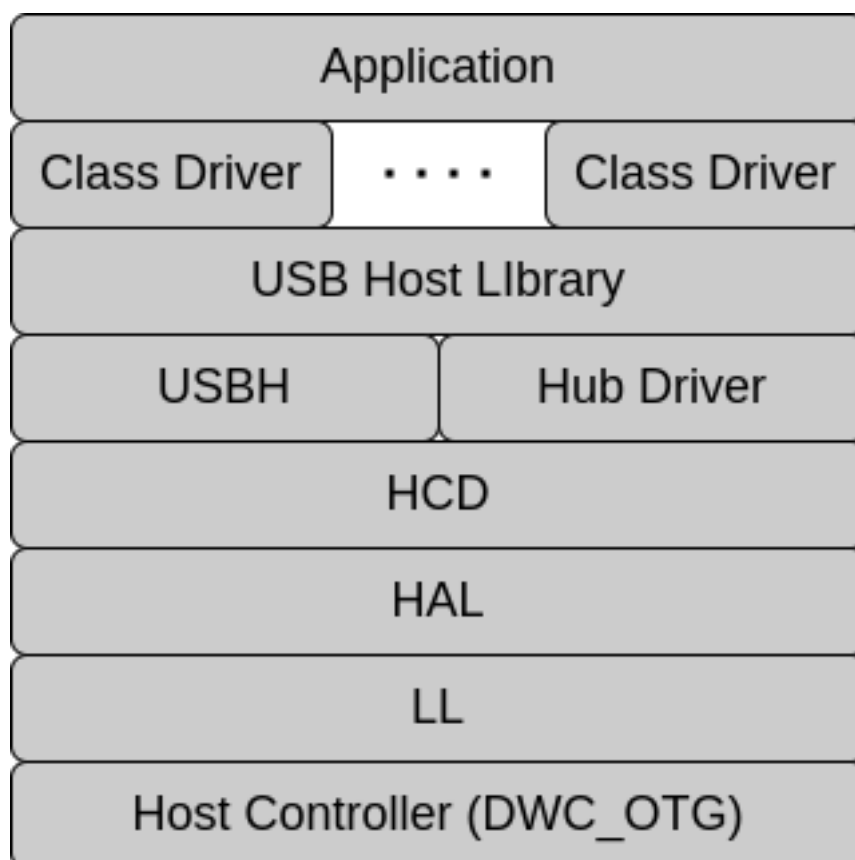 Application
Class Driver
. . . .
Class Driver
USB Host LIbrary
USBH
Hub Driver
HCD
HAL
LL
Host Controller (DWC_OTG)